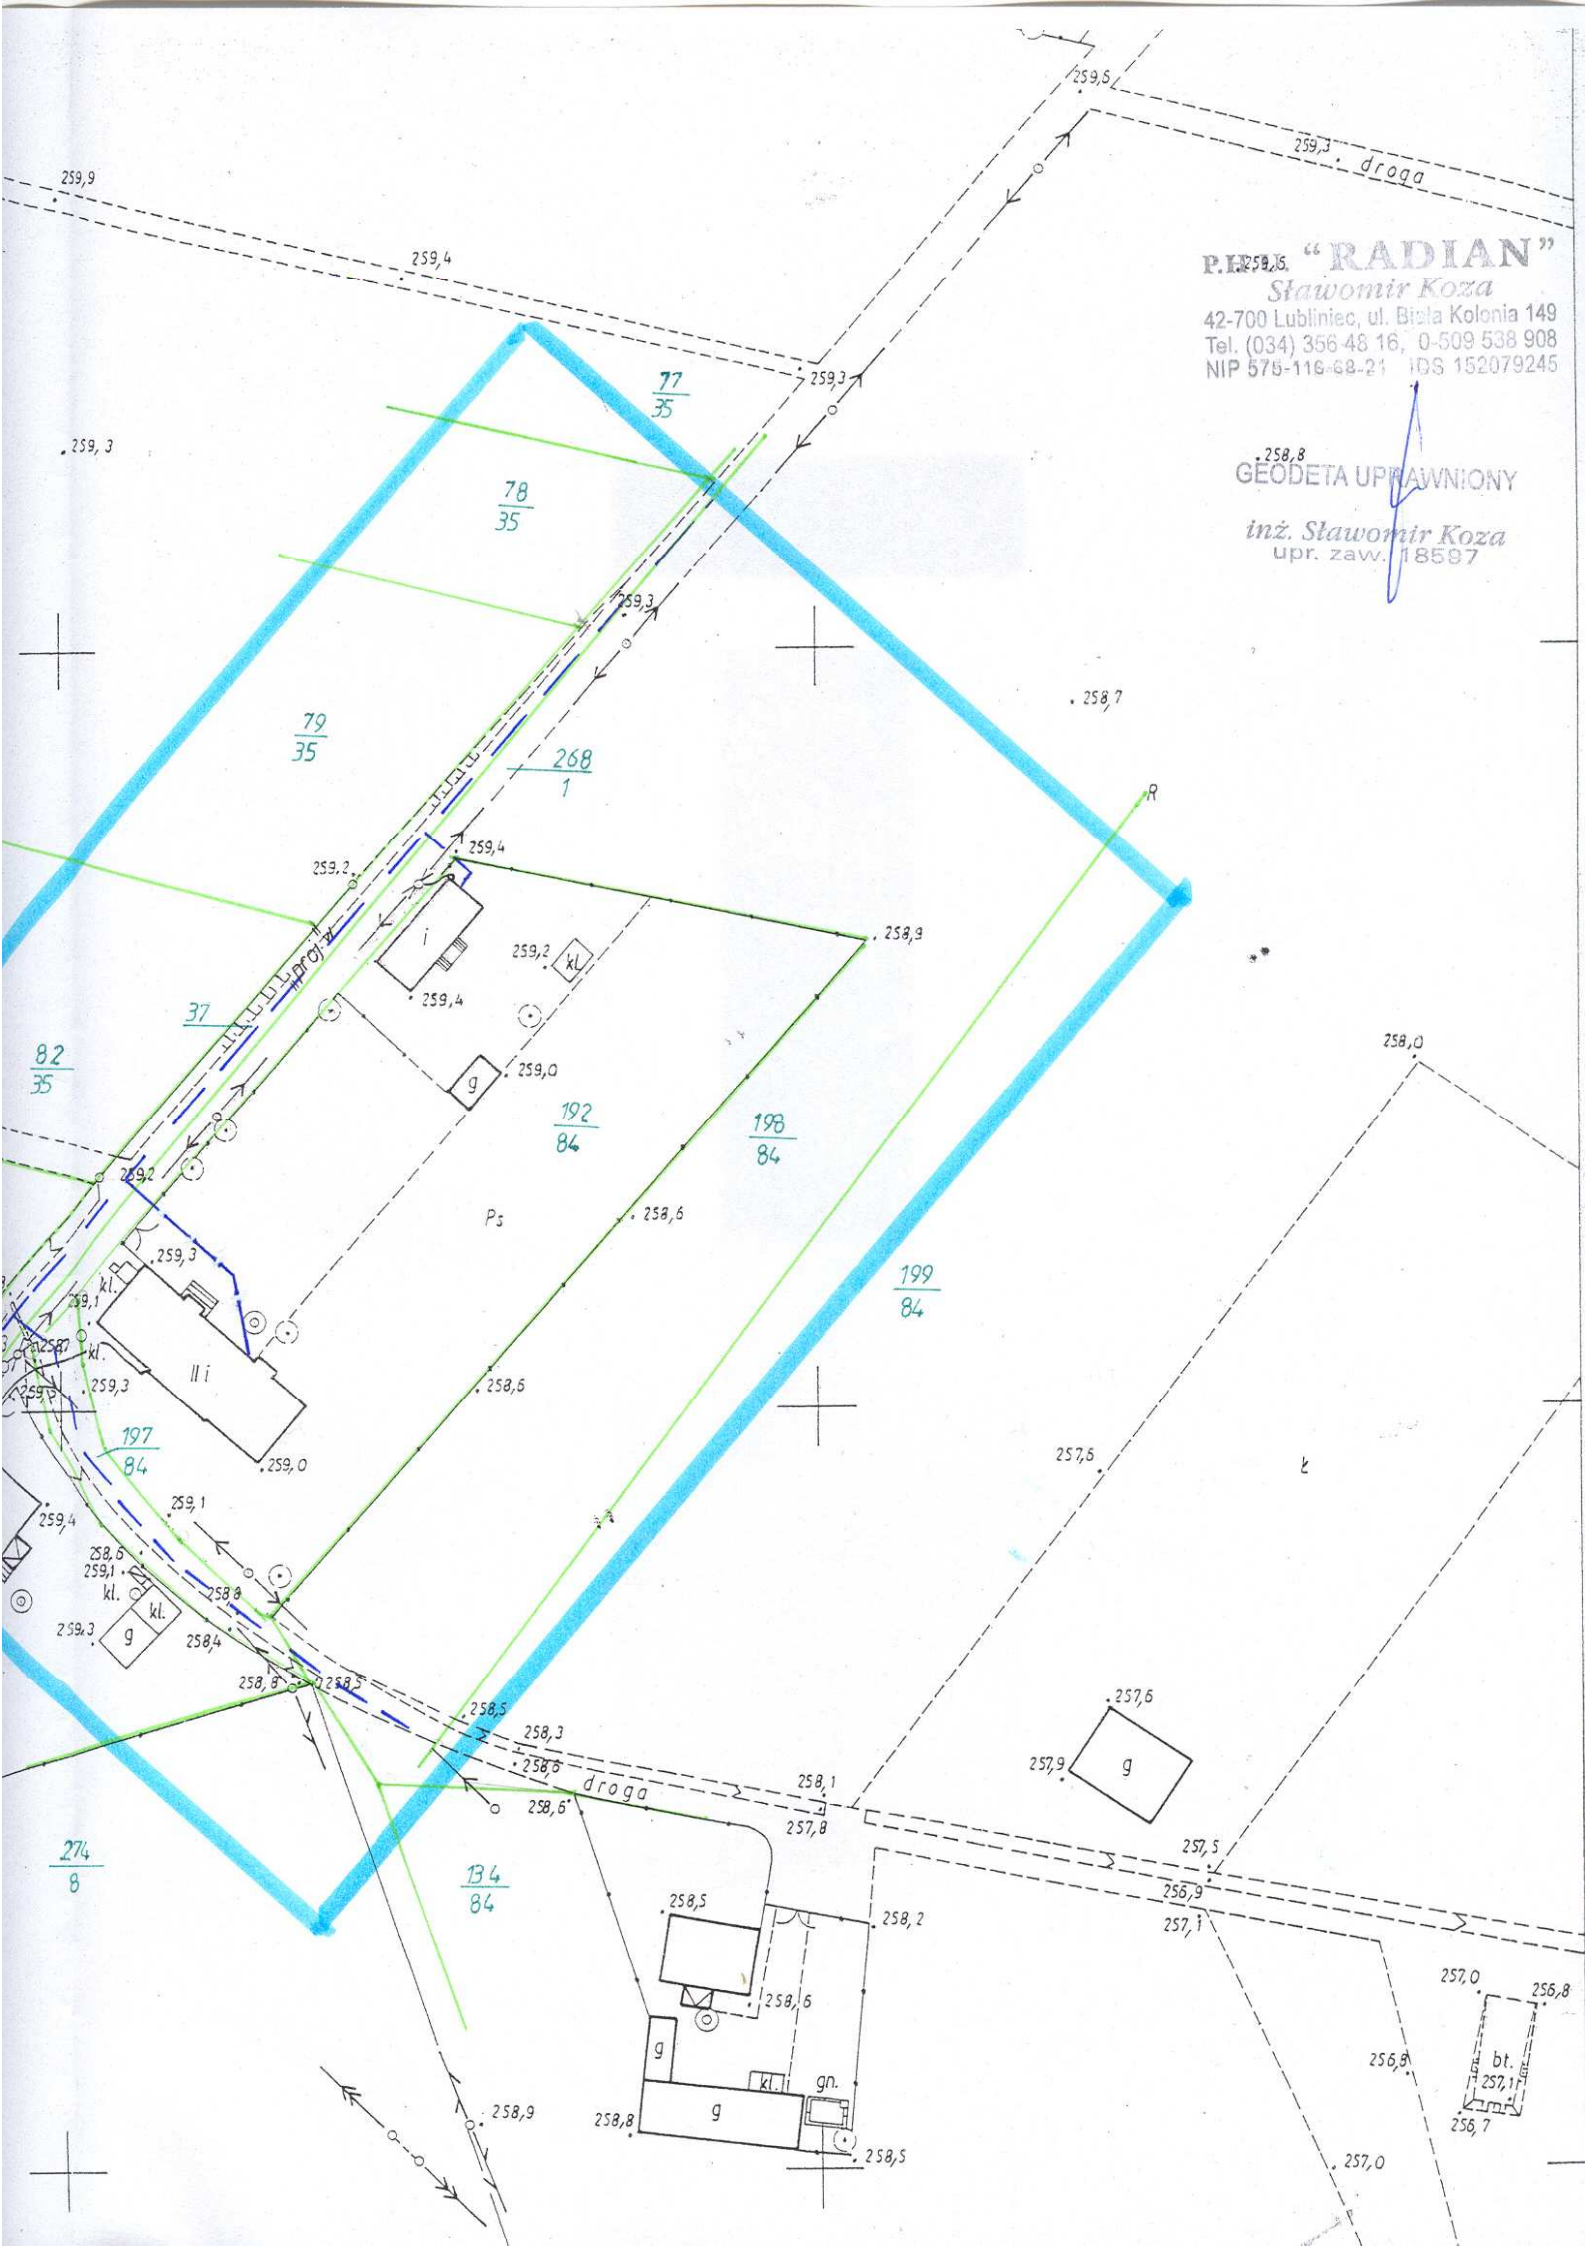 259,5
259,3
droga
259,9
259,4
P.H.U. “RADIAN”
259,5
Sławomir Koza
42-700 Lubliniec, ul. Biała Kolonia 149
Tel. (034) 356 48 16, 0-509 538 908
NIP 575-116-68-21 IDS 152079245
259,3
77
35
259,3
258,8
GEODETA UPRAWNIONY
78
35
inż. Sławomir Koza
upr. zaw. 18597
259,3
258,7
79
35
268
1
R
259,4
259,2
proj
i
258,9
259,2
kl
259,4
37
258,0
82
35
g
259,0
192
84
198
84
259,2
Ps
258,6
259,3
kl.
259,1
199
84
kl.
II i
259,3
258,6
197
84
259,0
257,6
ł
259,1
259,4
258,6
259,1
kl.
kl.
258,8
259,3
g
258,4
258,8
258,5
258,5
257,6
258,3
258,6
257,9
g
droga
258,1
258,6
257,8
257,5
274
8
134
84
256,9
258,5
258,2
257,1
257,0
256,8
258,6
g
256,9
bt.
257,1
kl.
gn.
258,9
258,8
g
256,7
258,5
257,0